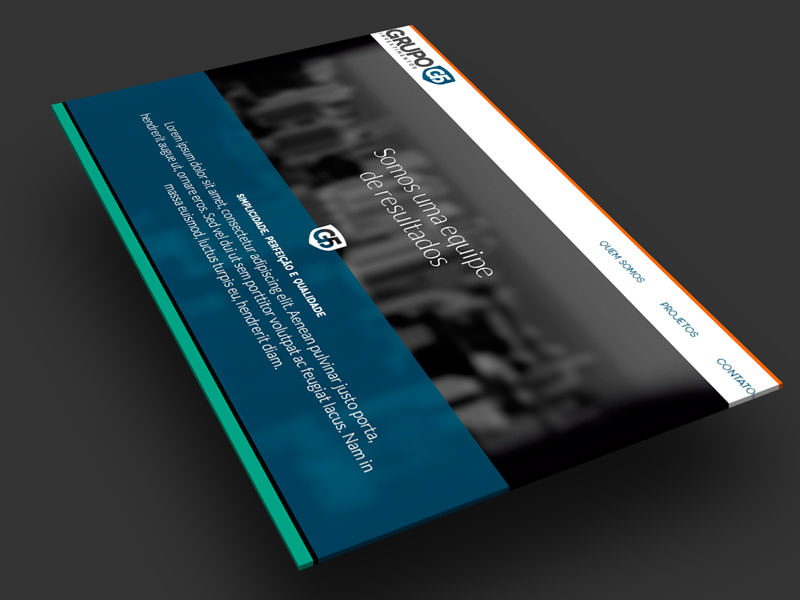 GRUPO G5
INVESTIMENTOS
QUEM SOMOS
PROJETOS
CONTATO
Somos uma equipe
de resultados
G5
SIMPLICIDADE, PERFEIÇÃO E QUALIDADE
Lorem ipsum dolor sit amet, consectetur adipiscing elit. Aenean pulvinar justo porta,
hendrerit augue ut, ornare eros. Sed vel dui ut sem porttitor volutpat ac feugiat lacus. Nam in
massa euismod, luctus turpis eu, hendrerit diam.